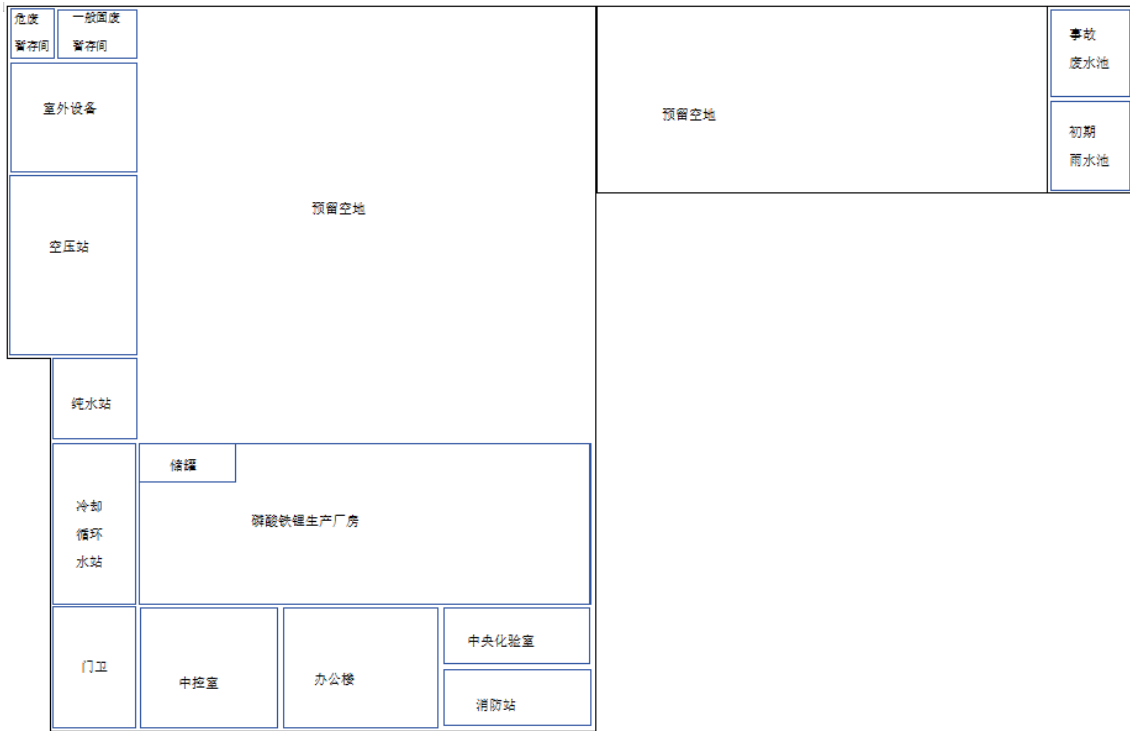 危废
暂存间
一般固废
暂存间
室外设备
空压站
纯水站
冷却
循环
水站
门卫
预留空地
储罐
磷酸铁锂生产厂房
中控室
办公楼
中央化验室
消防站
预留空地
事故
废水池
初期
雨水池